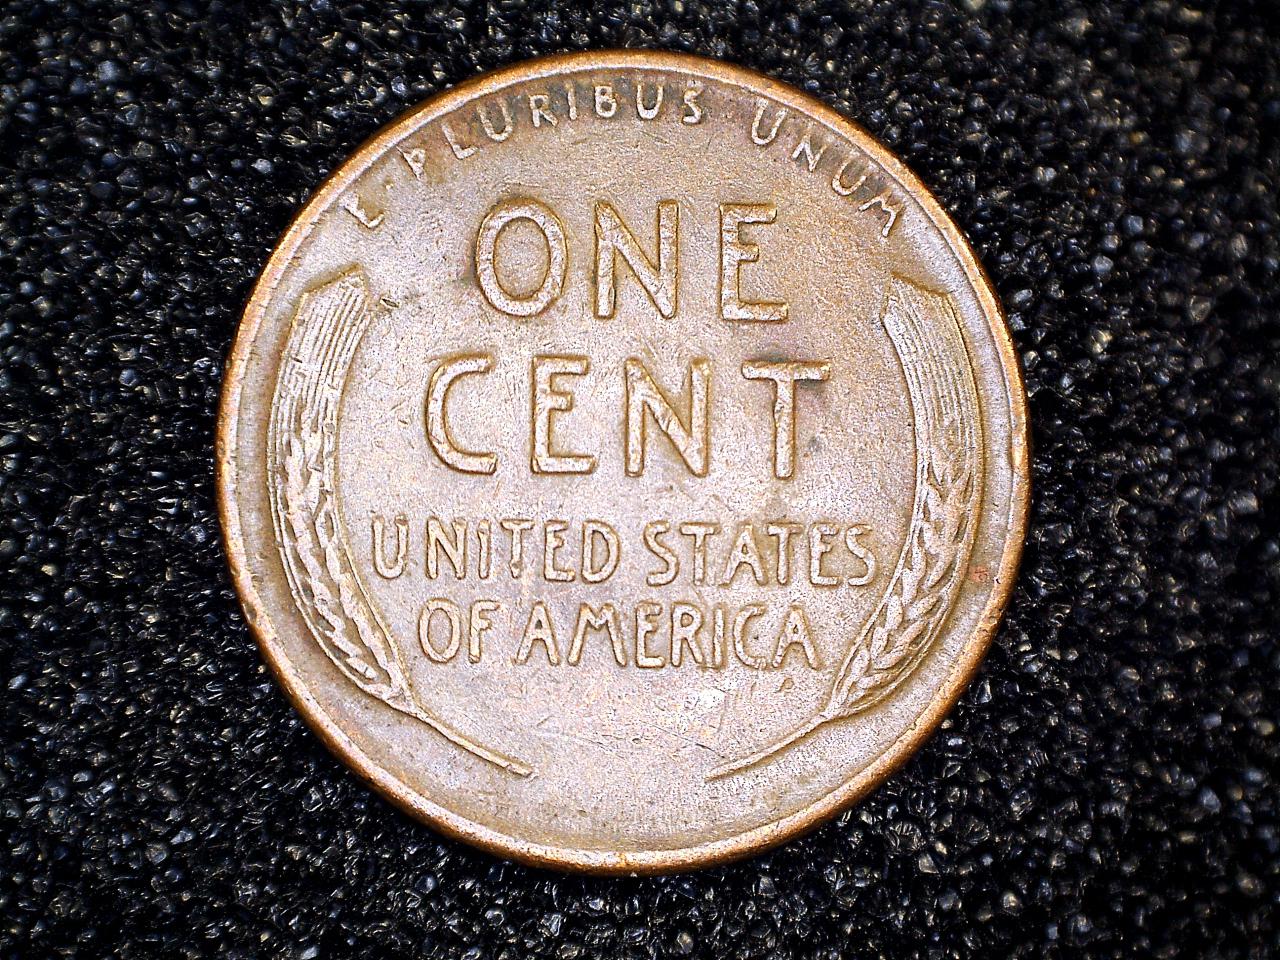 E·PLURIBUS UNUM
ONE
CENT
UNITED STATES
OF AMERICA